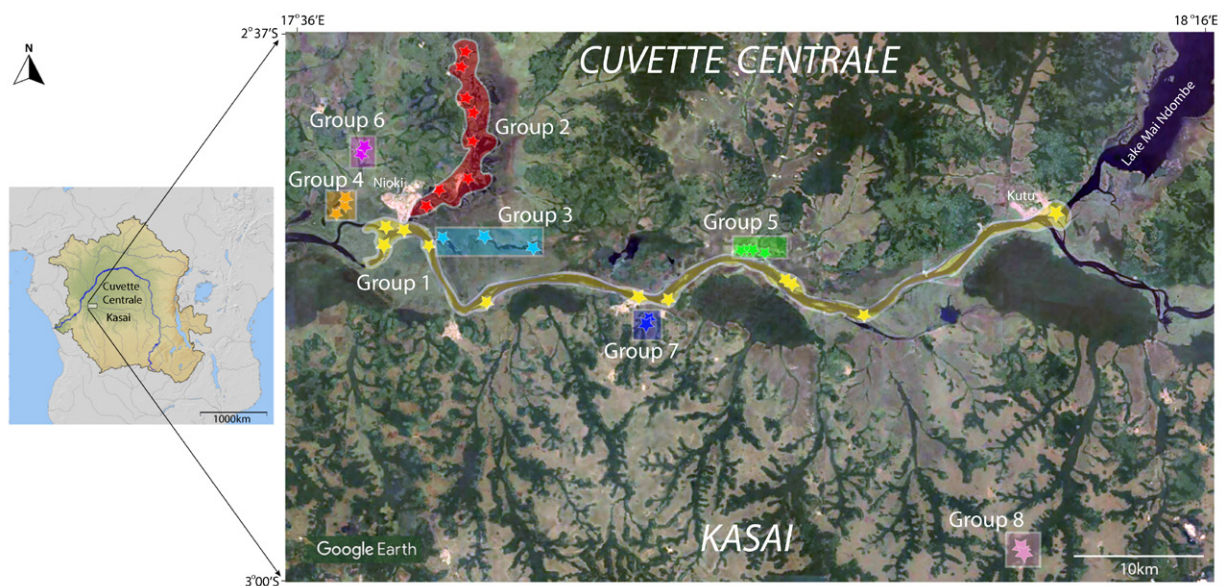 17°36'E
18°16'E
2°37'S
N
CUVETTE CENTRALE
Lake Mai Ndombe
Group 6
Group 2
Group 4
Nioki
Kutu
Group 3
Group 5
Group 1
Cuvette
Centrale
Kasai
Group 7
1000km
Group 8
KASAI
Google Earth
10km
3°00'S